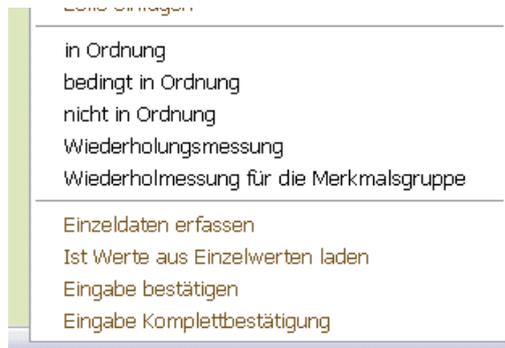 in Ordnung
bedingt in Ordnung
nicht in Ordnung
Wiederholungsmessung
Wiederholmessung für die Merkmalsgruppe
Einzeldaten erfassen
Ist Werte aus Einzelwerten laden
Eingabe bestätigen
Eingabe Komplettbestätigung